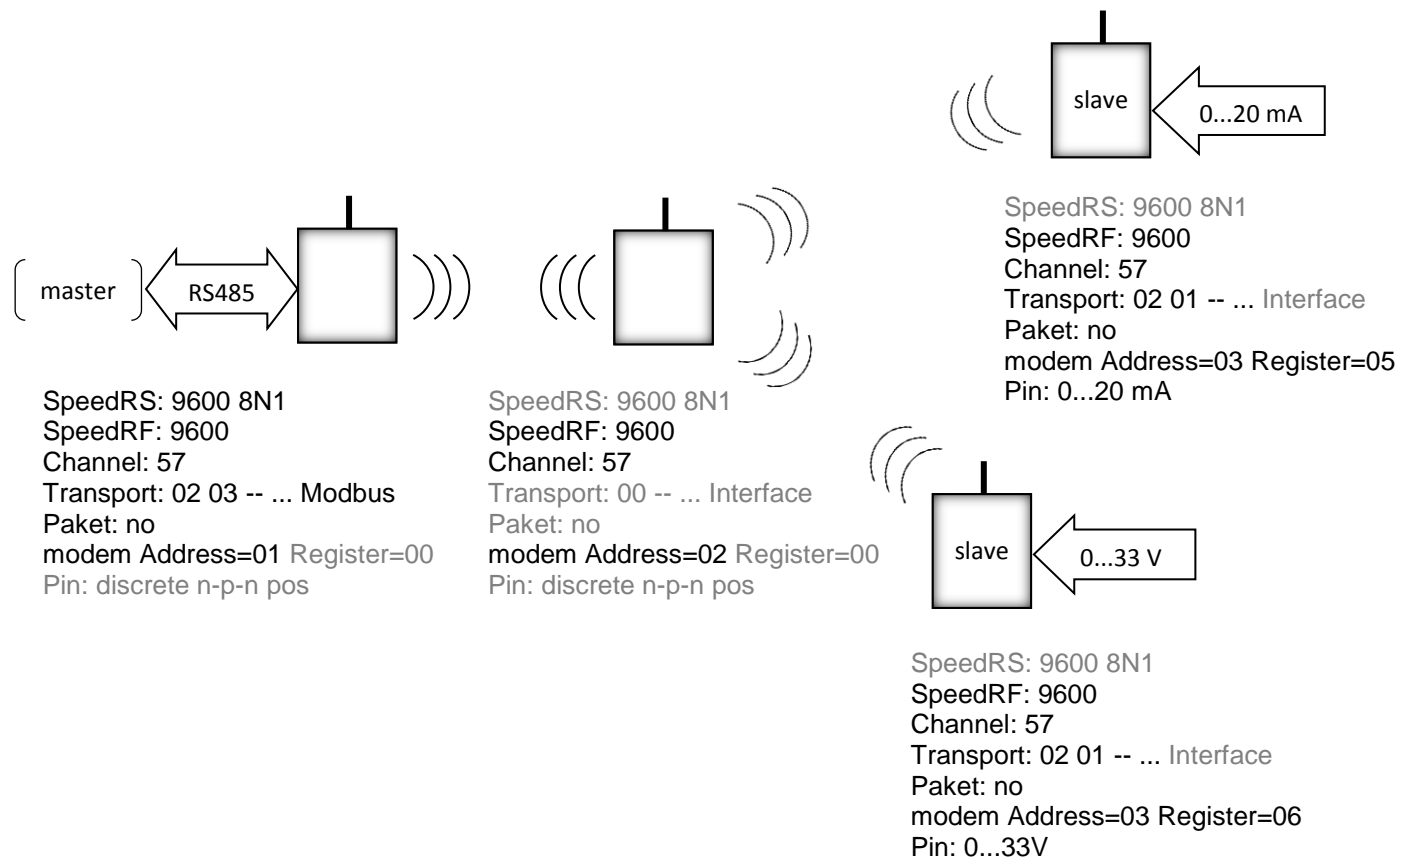 master
RS485
SpeedRS: 9600 8N1
SpeedRF: 9600
Channel: 57
Transport: 02 03 -- ... Modbus
Paket: no
modem Address=01 Register=00
Pin: discrete n-p-n pos
SpeedRS: 9600 8N1
SpeedRF: 9600
Channel: 57
Transport: 00 -- ... Interface
Paket: no
modem Address=02 Register=00
Pin: discrete n-p-n pos
slave
0...20 mA
SpeedRS: 9600 8N1
SpeedRF: 9600
Channel: 57
Transport: 02 01 -- ... Interface
Paket: no
modem Address=03 Register=05
Pin: 0...20 mA
slave
0...33 V
SpeedRS: 9600 8N1
SpeedRF: 9600
Channel: 57
Transport: 02 01 -- ... Interface
Paket: no
modem Address=03 Register=06
Pin: 0...33V